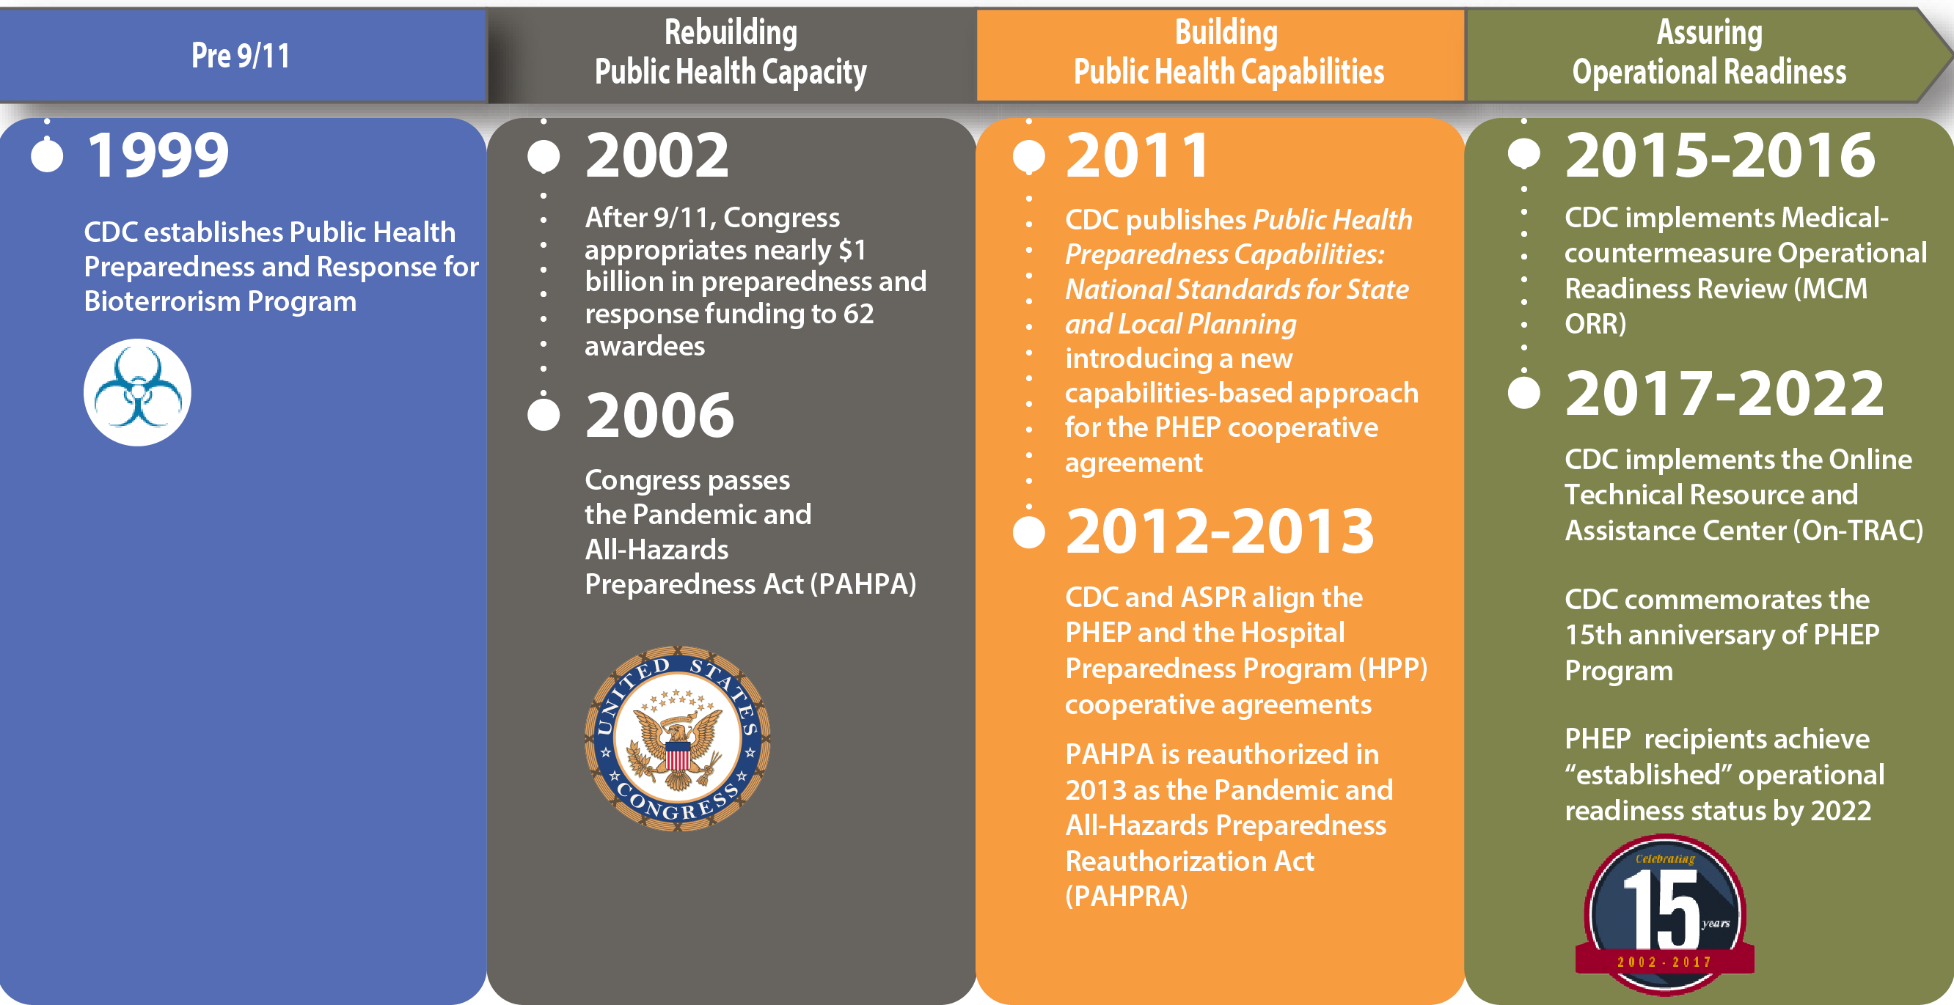 Pre 9/11
Rebuilding
Public Health Capacity
Building
Public Health Capabilities
Assuring
Operational Readiness
1999
CDC establishes Public Health
Preparedness and Response for
Bioterrorism Program
2002
After 9/11, Congress
appropriates nearly $1
billion in preparedness and
response funding to 62
awardees
2006
Congress passes
the Pandemic and
All-Hazards
Preparedness Act (PAHPA)
UNITED STATES
CONGRESS
2011
CDC publishes Public Health
Preparedness Capabilities:
National Standards for State
and Local Planning
introducing a new
capabilities-based approach
for the PHEP cooperative
agreement
2012-2013
CDC and ASPR align the
PHEP and the Hospital
Preparedness Program (HPP)
cooperative agreements
PAHPA is reauthorized in
2013 as the Pandemic and
All-Hazards Preparedness
Reauthorization Act
(PAHPRA)
2015-2016
CDC implements Medical-
countermeasure Operational
Readiness Review (MCM
ORR)
2017-2022
CDC implements the Online
Technical Resource and
Assistance Center (On-TRAC)
CDC commemorates the
15th anniversary of PHEP
Program
PHEP recipients achieve
“established” operational
readiness status by 2022
Celebrating
15
years
2002-2017